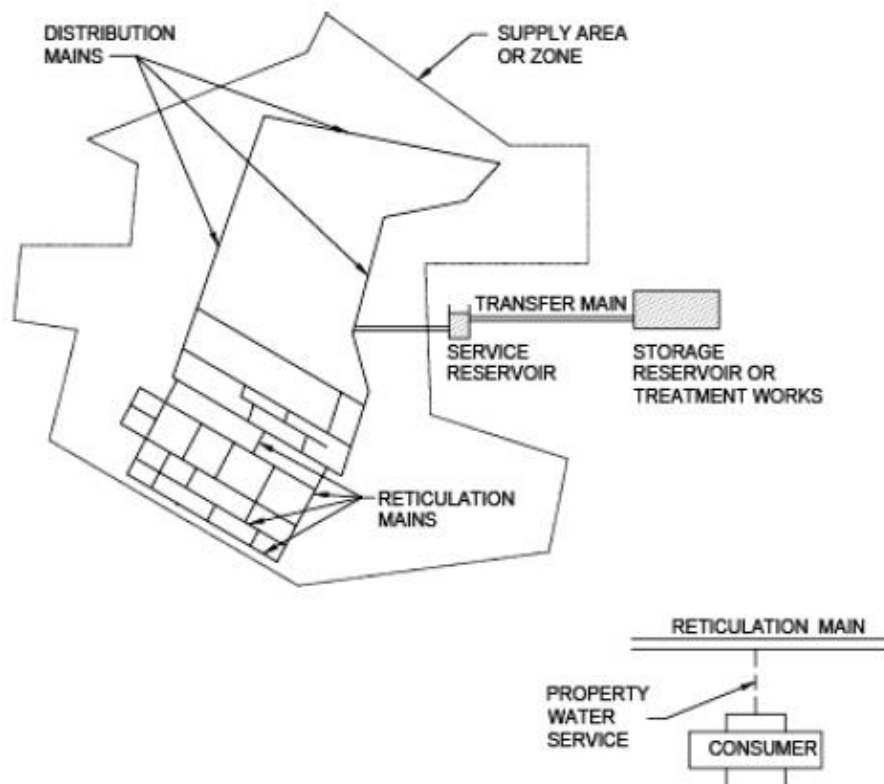 DISTRIBUTION
MAINS
SUPPLY AREA
OR ZONE
TRANSFER MAIN
SERVICE
RESERVOIR
STORAGE
RESERVOIR OR
TREATMENT WORKS
RETICULATION
MAINS
RETICULATION MAIN
PROPERTY
WATER
SERVICE
CONSUMER